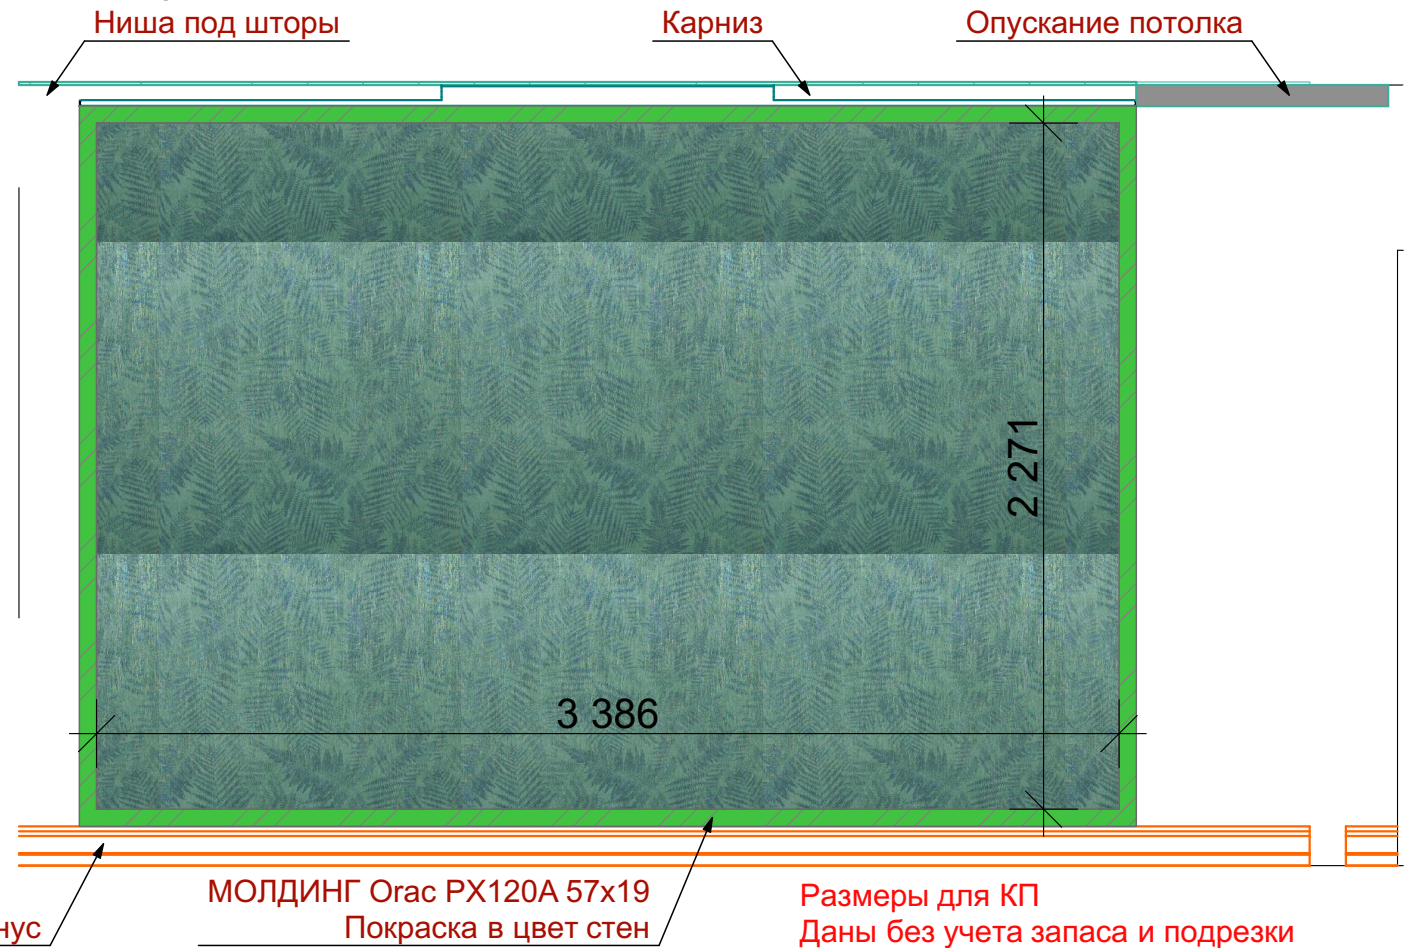 Ниша под шторы
Карниз
Опускание потолка
2 271
3 386
МОЛДИНГ Orac PX120A 57x19
Покраска в цвет стен
Размеры для КП
Даны без учета запаса и подрезки